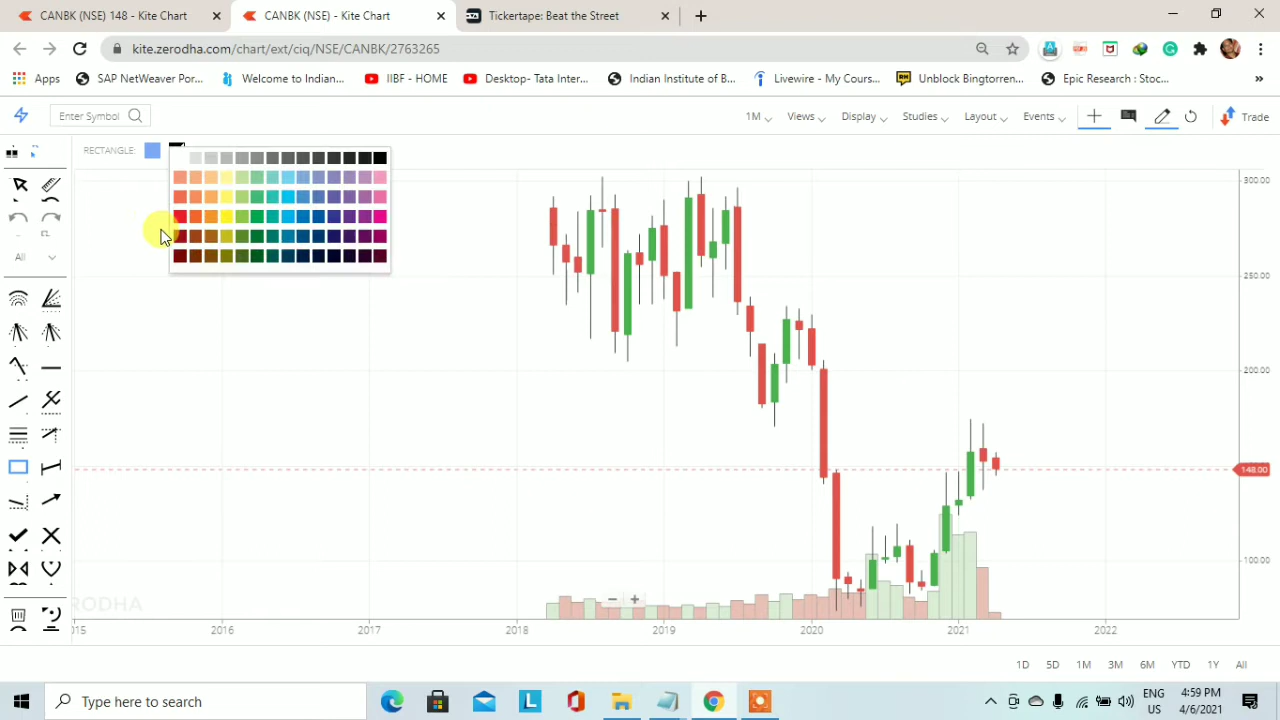 CANBK (NSE) 148 - Kite Chart
CANBK (NSE) - Kite Chart
Tickertape: Beat the Street
kite.zerodha.com/chart/ext/ciq/NSE/CANBK/2763265
Apps
SAP NetWeaver Por...
Welcome to Indian...
IIBF - HOME
Desktop- Tata Inter...
Indian Institute of B...
Livewire - My Cours...
Unblock Bingtorren...
Epic Research : Stoc...
»
Enter Symbol
1M
Views
Display
Studies
Layout
Events
Trade
RECTANGLE:
All
300.00
250.00
200.00
148.00
100.00
RODHA
2016
2017
2018
2019
2020
2021
2022
1D 5D 1M 3M 6M YTD 1Y All
Type here to search
ENG
US
4:59 PM
4/6/2021